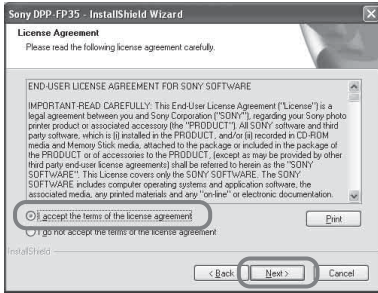 Sony DPP-FP35 - InstallShield Wizard
License Agreement
Please read the following license agreement carefully.
END-USER LICENSE AGREEMENT FOR SONY SOFTWARE
IMPORTANT-READ CAREFULLY: This End-User License Agreement ("License") is a
legal agreement between you and Sony Corporation ("SONY"), regarding your Sony photo
printer product or associated accessory (the "PRODUCT"). All SONY software and third
party software, which is (i) installed in the PRODUCT, and/or (ii) recorded in CD-ROM
media and Memory Stick media, attached to the package or included in the package of
the PRODUCT or of accessories to the PRODUCT, (except as may be provided by other
third party end-user license agreements) shall be referred to herein as the "SONY
SOFTWARE". This License covers only the SONY SOFTWARE. The SONY
SOFTWARE includes computer operating systems and application software, the
associated media, any printed materials and any "on-line" or electronic documentation.
I accept the terms of the license agreement
Print
I do not accept the terms of the license agreement
InstallShield
< Back Next > Cancel